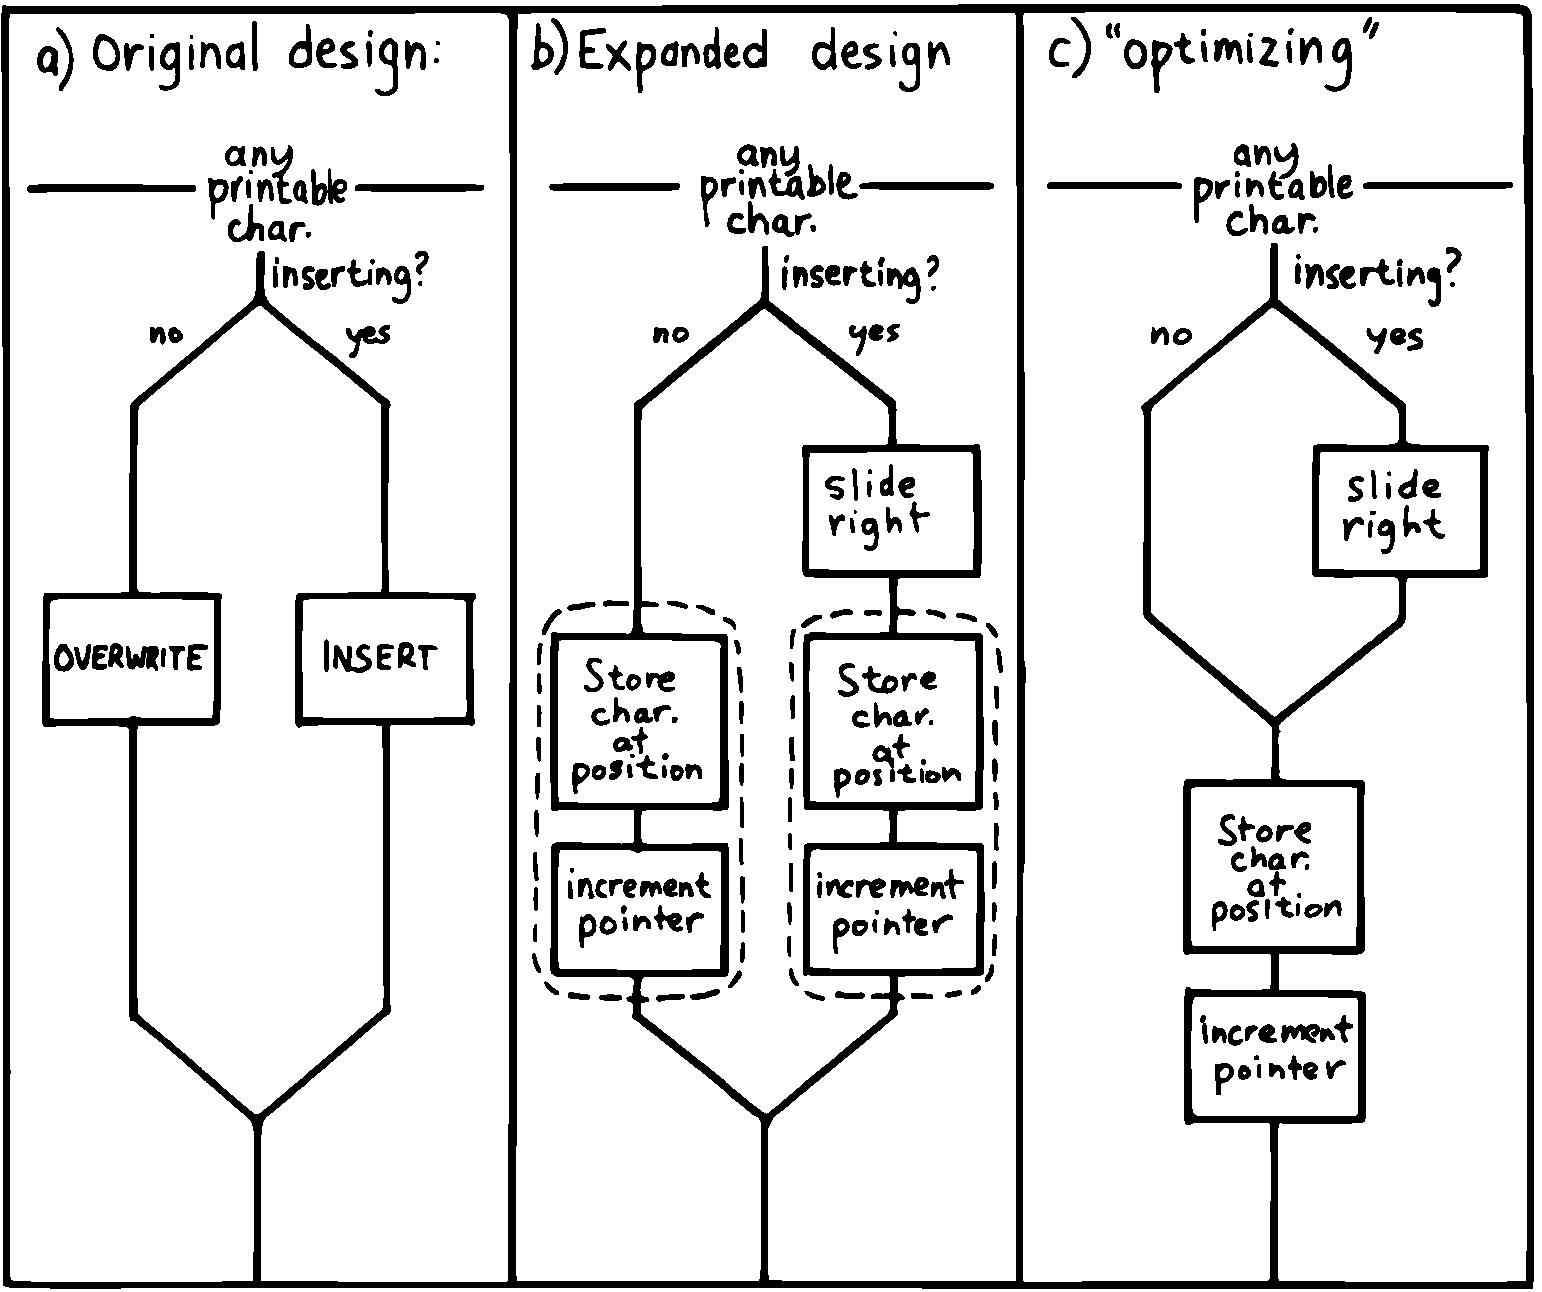 a) Original design:
any
printable
char.
inserting?
no
yes
OVERWRITE
INSERT
b) Expanded design
any
printable
char.
inserting?
no
yes
slide
right
Store
char.
at
position
increment
pointer
Store
char.
at
position
increment
pointer
c) "optimizing"
any
printable
char.
inserting?
no
yes
slide
right
Store
char.
at
position
increment
pointer